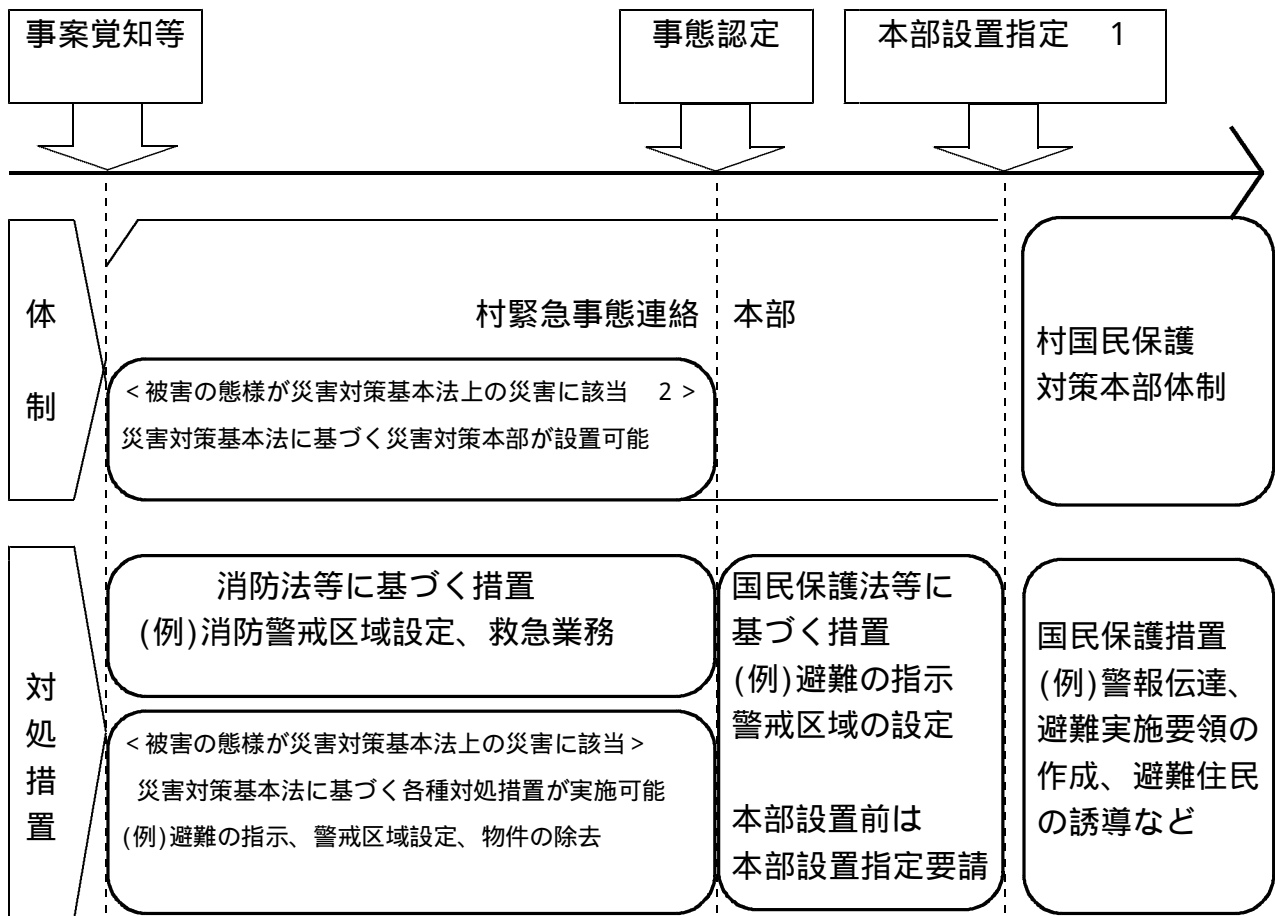 事案覚知等
事態認定
本部設置指定　1
体制
村緊急事態連絡本部
<被害の態様が災害対策基本法上の災害に該当　2>
災害対策基本法に基づく災害対策本部が設置可能
村国民保護
対策本部体制
対処措置
消防法等に基づく措置
(例)消防警戒区域設定、救急業務
<被害の態様が災害対策基本法上の災害に該当>
災害対策基本法に基づく各種対処措置が実施可能
(例)避難の指示、警戒区域設定、物件の除去
国民保護法等に
基づく措置
(例)避難の指示
警戒区域の設定
本部設置前は
本部設置指定要請
国民保護措置
(例)警報伝達、
避難実施要領の
作成、避難住民
の誘導など